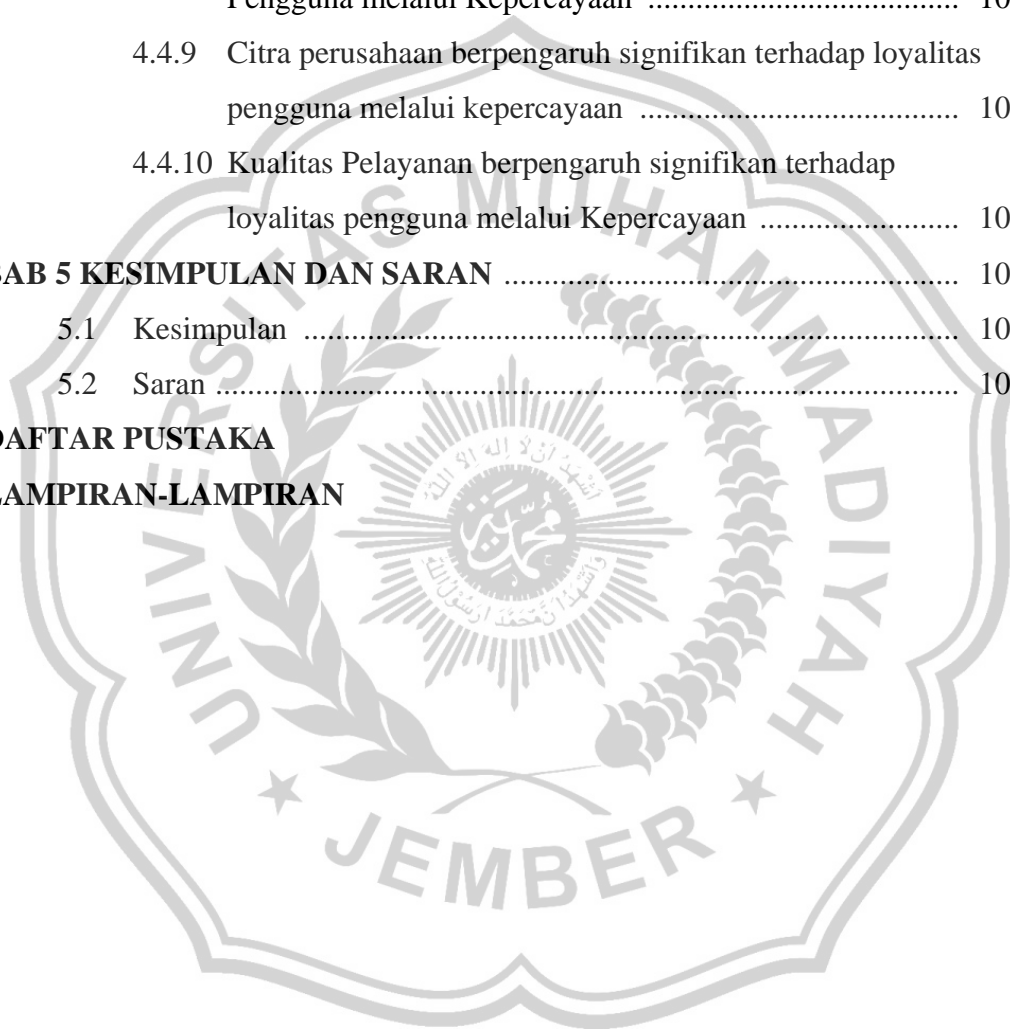 Pengguna melalui Kepercayaan ...................................... 10
4.4.9 Citra perusahaan berpengaruh signifikan terhadap loyalitas
pengguna melalui kepercayaan ....................................... 10
4.4.10 Kualitas Pelayanan berpengaruh signifikan terhadap
loyalitas pengguna melalui Kepercayaan ........................ 10
BAB 5 KESIMPULAN DAN SARAN ........................................................ 10
5.1 Kesimpulan ................................................................................ 10
5.2 Saran ........................................................................................... 10
DAFTAR PUSTAKA
LAMPIRAN-LAMPIRAN
UNIVERSITAS MUHAMMADIYAH
JEMBER